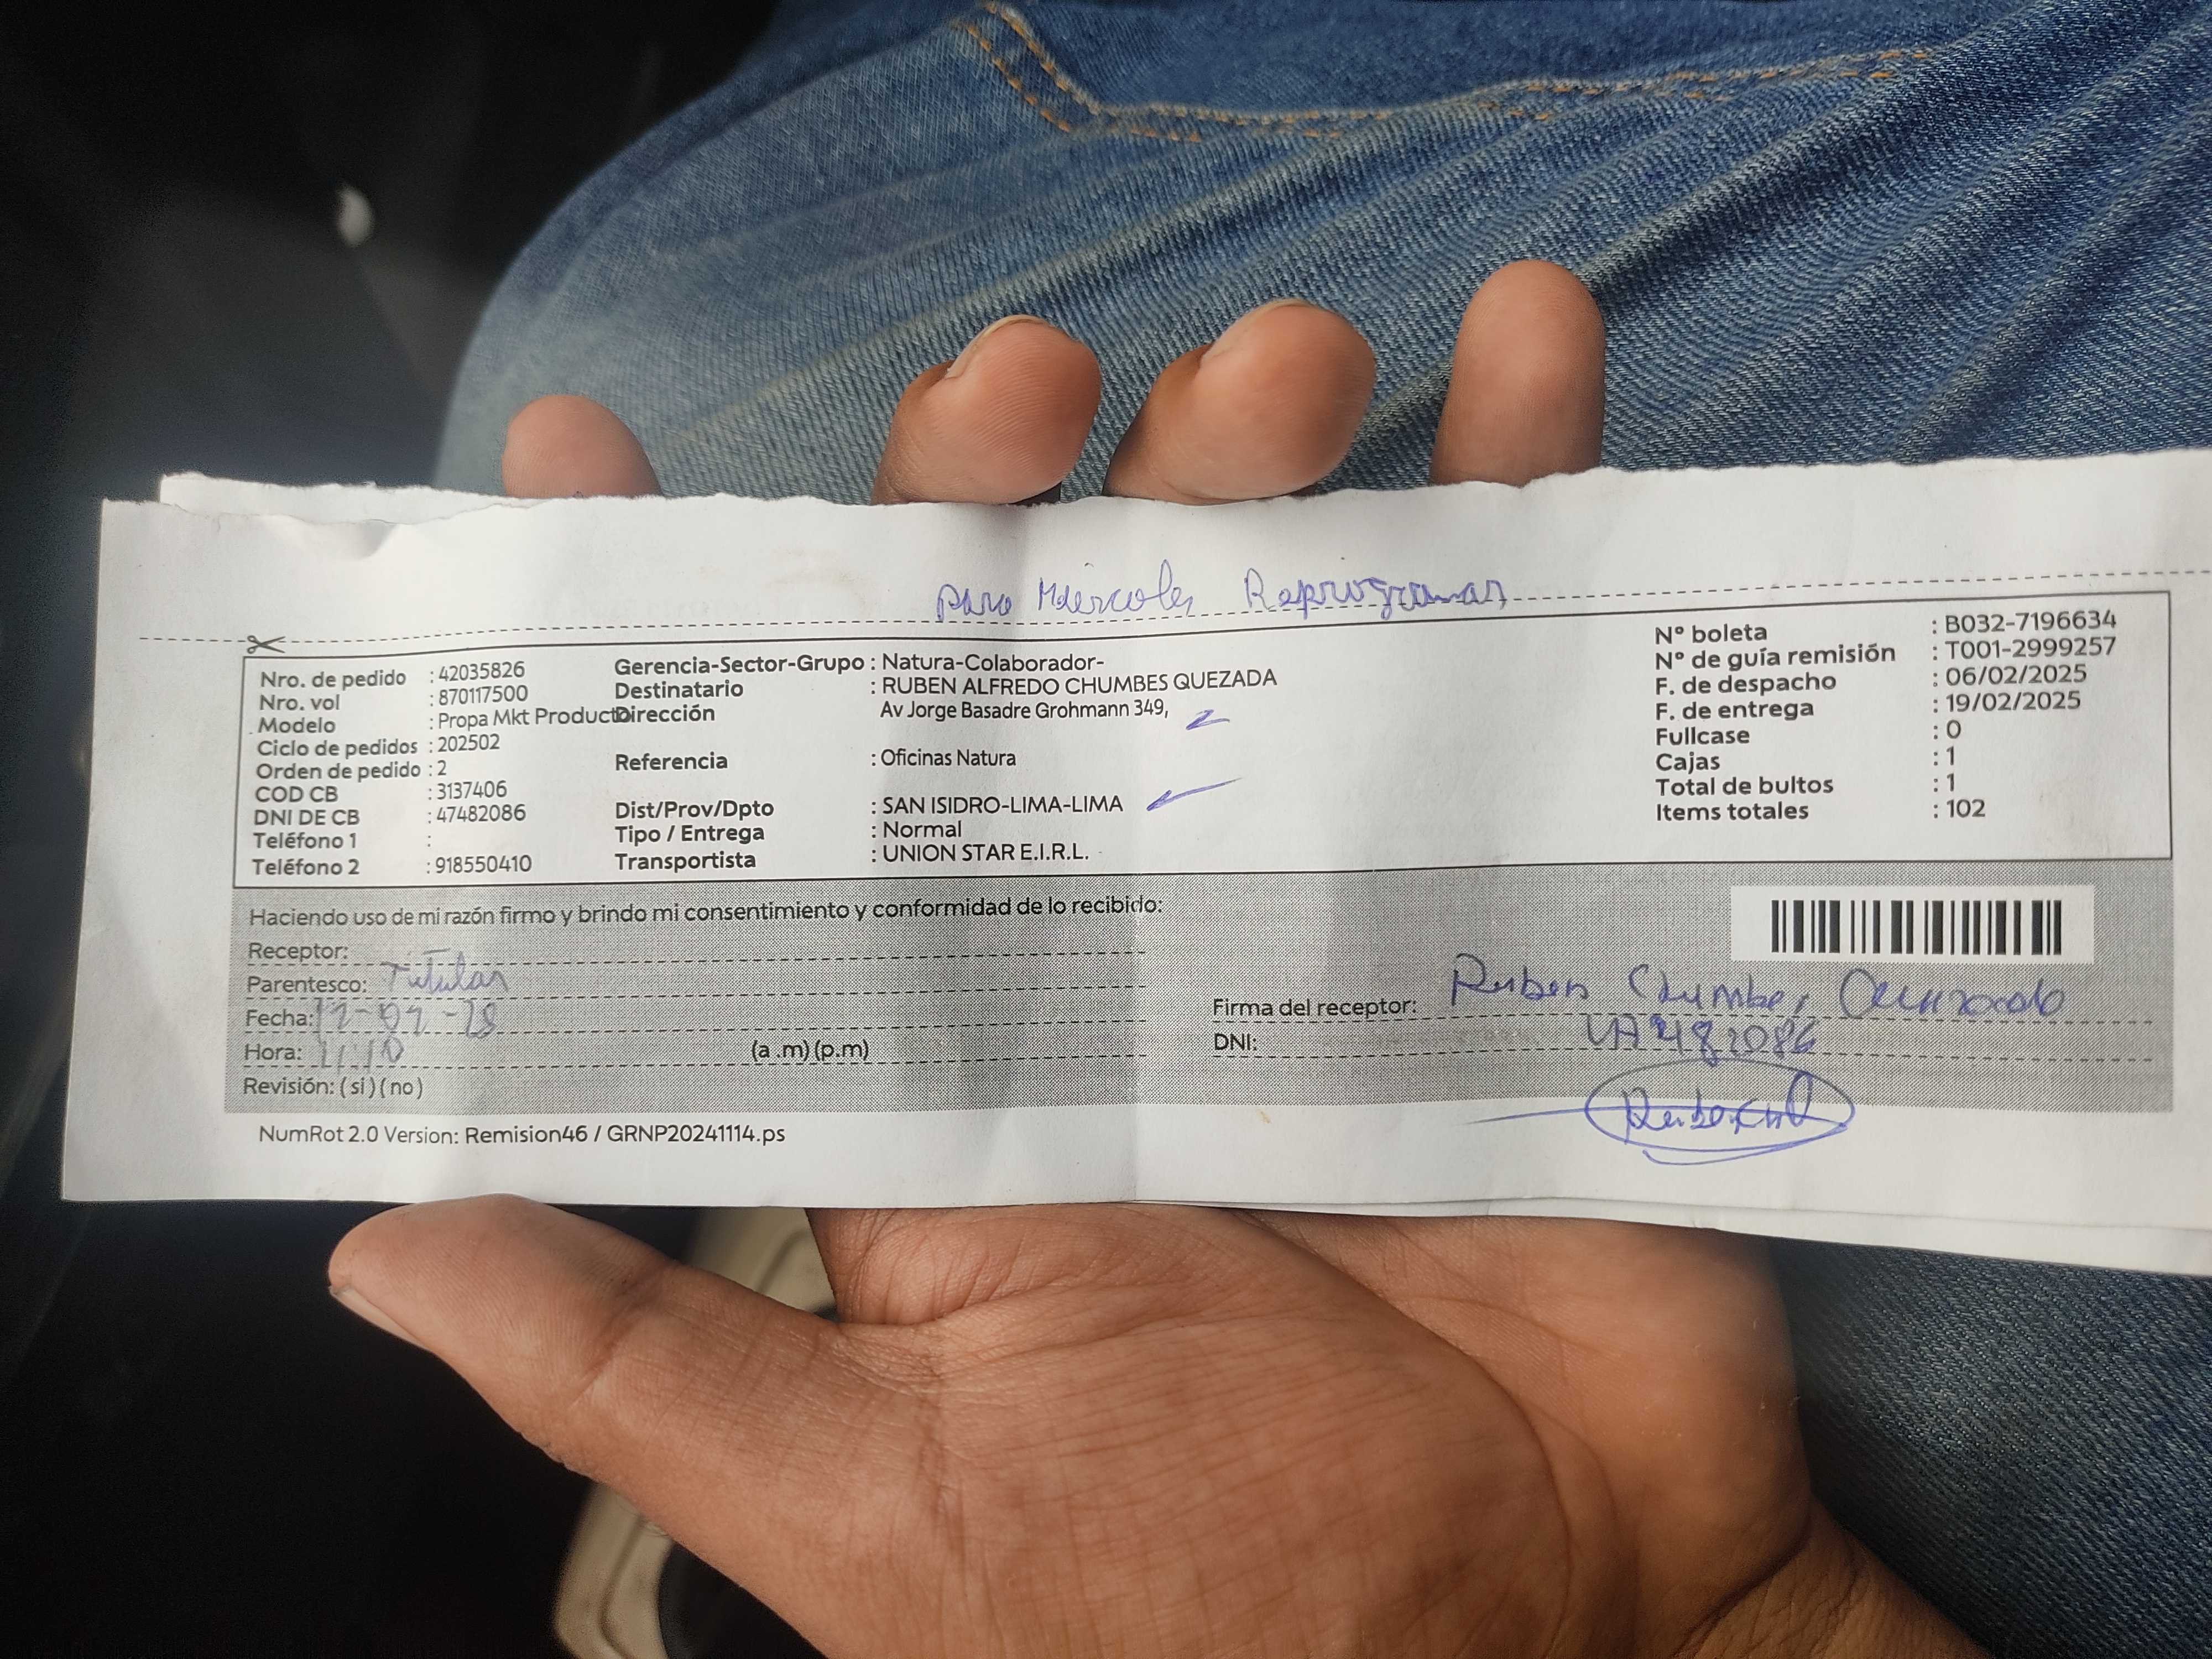 para Miércoles Reprogramar
Nro. de pedido : 42035826
Nro. vol : 870117500
Modelo : Propa Mkt Producto
Ciclo de pedidos : 202502
Orden de pedido : 2
COD CB : 3137406
DNI DE CB : 47482086
Teléfono 1 :
Teléfono 2 : 918550410
Gerencia-Sector-Grupo : Natura-Colaborador-
Destinatario : RUBEN ALFREDO CHUMBES QUEZADA
Dirección Av Jorge Basadre Grohmann 349,
Referencia : Oficinas Natura
Dist/Prov/Dpto : SAN ISIDRO-LIMA-LIMA
Tipo / Entrega : Normal
Transportista : UNION STAR E.I.R.L.
N° boleta : B032-7196634
N° de guía remisión : T001-2999257
F. de despacho : 06/02/2025
F. de entrega : 19/02/2025
Fullcase : 0
Cajas : 1
Total de bultos : 1
Items totales : 102
Haciendo uso de mi razón firmo y brindo mi consentimiento y conformidad de lo recibido:
Receptor:
Parentesco: Titular
Fecha:
Hora: (a .m) (p.m)
Revisión: ( si ) ( no )
Firma del receptor: Ruben Chumbes
DNI:
NumRot 2.0 Version: Remision46 / GRNP20241114.ps